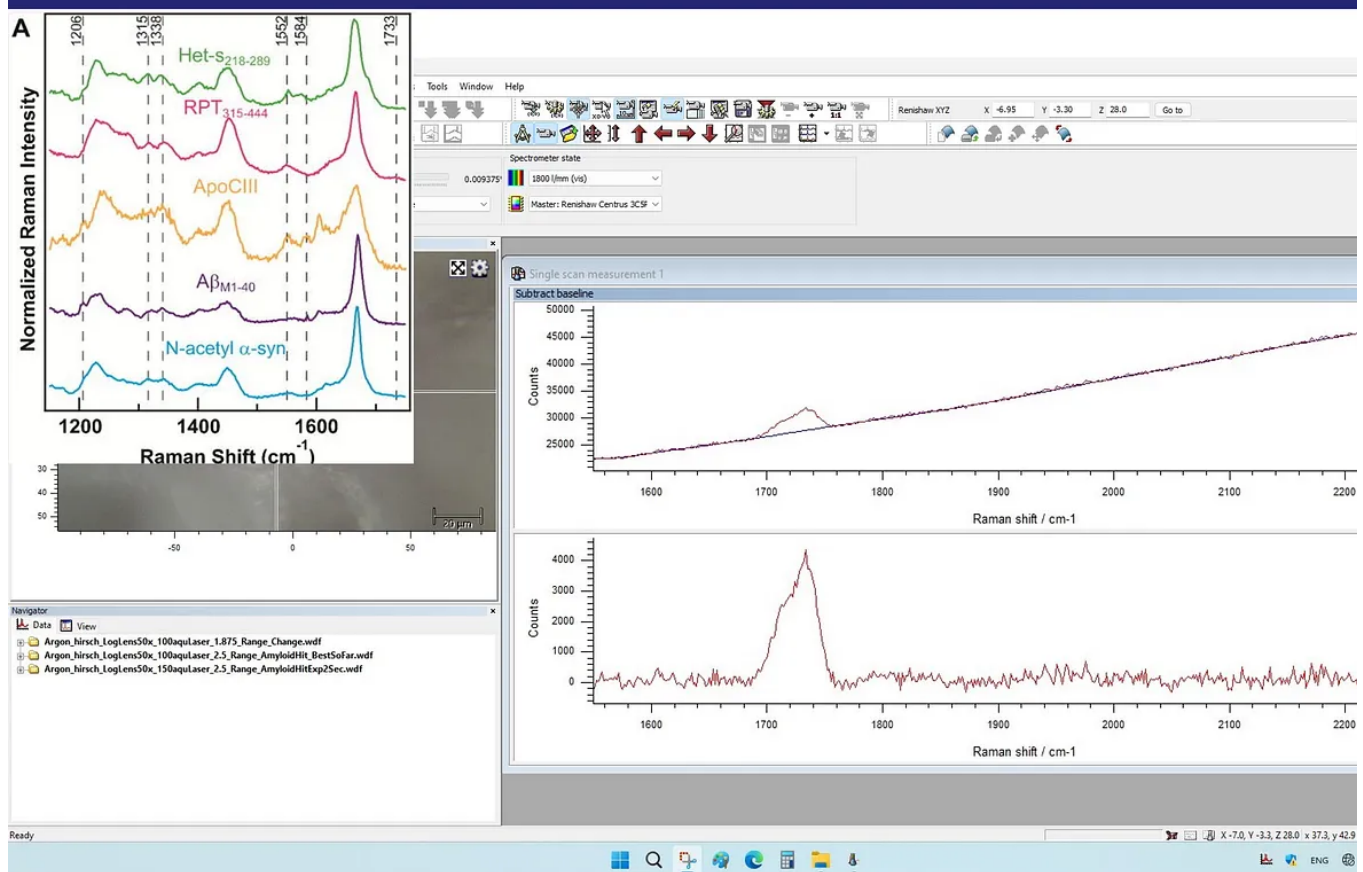 A
1206
1315
1338
1552
1584
1733
Het-s218-289
RPT315-444
ApoCIII
AβM1-40
N-acetyl α-syn
Normalized Raman Intensity
1200 1400 1600
Raman Shift (cm-1)
Tools Window Help
Renishaw XYZ X -6.95 Y -3.30 Z 28.0 Go to
Spectrometer state
0.009375
1800 l/mm (vis)
Master: Renishaw Centrus 3C5F
Single scan measurement 1
Subtract baseline
50000
45000
40000
35000
30000
25000
Counts
1600 1700 1800 1900 2000 2100 2200
Raman shift / cm-1
4000
3000
2000
1000
0
Counts
1600 1700 1800 1900 2000 2100 2200
Raman shift / cm-1
30
40
50
20 μm
-50 0 50
Navigator
Data View
Argon_hirsch_LogLens50x_100aquLaser_1.875_Range_Change.wdf
Argon_hirsch_LogLens50x_100aquLaser_2.5_Range_AmyloidHit_BestSoFar.wdf
Argon_hirsch_LogLens50x_150aquLaser_2.5_Range_AmyloidHitExp2Sec.wdf
Ready
X -7.0, Y -3.3, Z 28.0 x 37.3, y 42.9
ENG